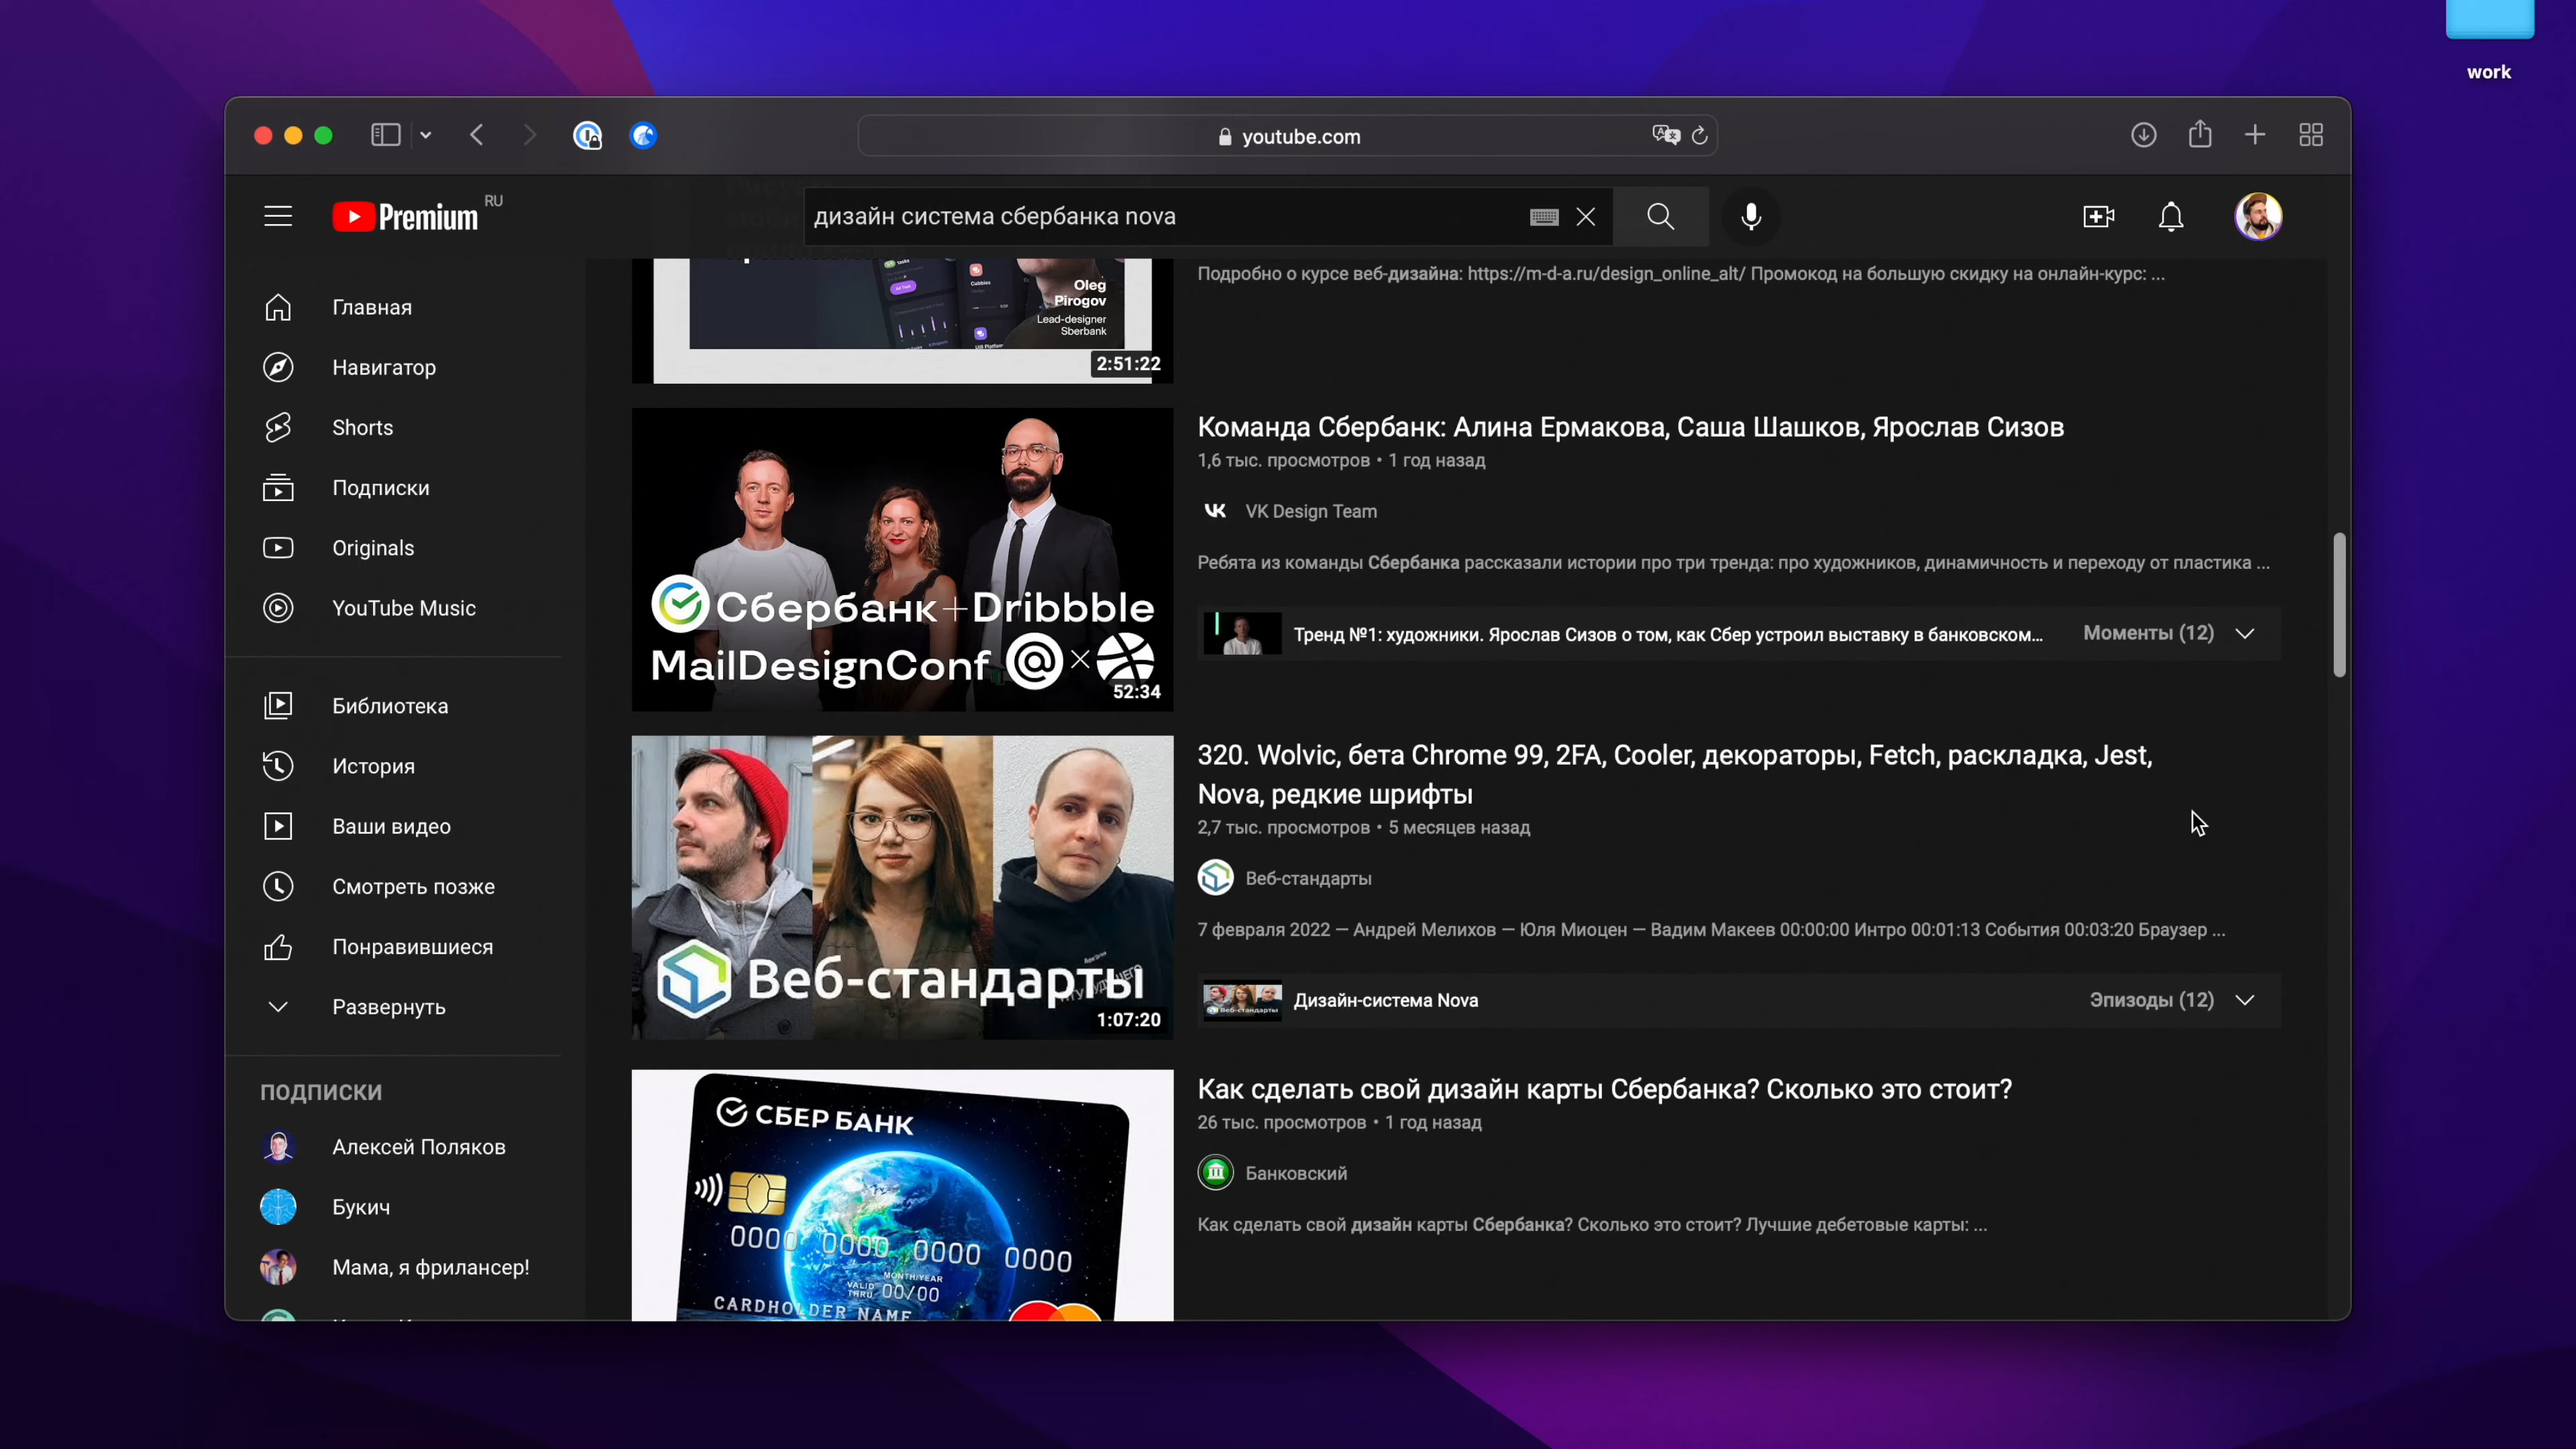 work
youtube.com
Premium RU
дизайн система сбербанка nova
Главная
Навигатор
Shorts
Подписки
Originals
YouTube Music
Библиотека
История
Ваши видео
Смотреть позже
Понравившиеся
Развернуть
ПОДПИСКИ
Алексей Поляков
Букич
Мама, я фрилансер!
Oleg
Pirogov
Lead-designer
Sberbank
2:51:22
Подробно о курсе веб-дизайна: https://m-d-a.ru/design_online_alt/ Промокод на большую скидку на онлайн-курс: ...
Сбербанк+Dribbble
MailDesignConf
52:34
Команда Сбербанк: Алина Ермакова, Саша Шашков, Ярослав Сизов
1,6 тыс. просмотров • 1 год назад
VK Design Team
Ребята из команды Сбербанка рассказали истории про три тренда: про художников, динамичность и переходу от пластика ...
Тренд №1: художники. Ярослав Сизов о том, как Сбер устроил выставку в банковском...
Моменты (12)
Веб-стандарты
1:07:20
320. Wolvic, бета Chrome 99, 2FA, Cooler, декораторы, Fetch, раскладка, Jest,
Nova, редкие шрифты
2,7 тыс. просмотров • 5 месяцев назад
Веб-стандарты
7 февраля 2022 — Андрей Мелихов — Юля Миоцен — Вадим Макеев 00:00:00 Интро 00:01:13 События 00:03:20 Браузер ...
Веб-стандарты
Дизайн-система Nova
Эпизоды (12)
СБЕР БАНК
0000 0000 0000 0000
MONTH/YEAR
VALID
THRU 00/00
CARDHOLDER NAME
Как сделать свой дизайн карты Сбербанка? Сколько это стоит?
26 тыс. просмотров • 1 год назад
Банковский
Как сделать свой дизайн карты Сбербанка? Сколько это стоит? Лучшие дебетовые карты: ...